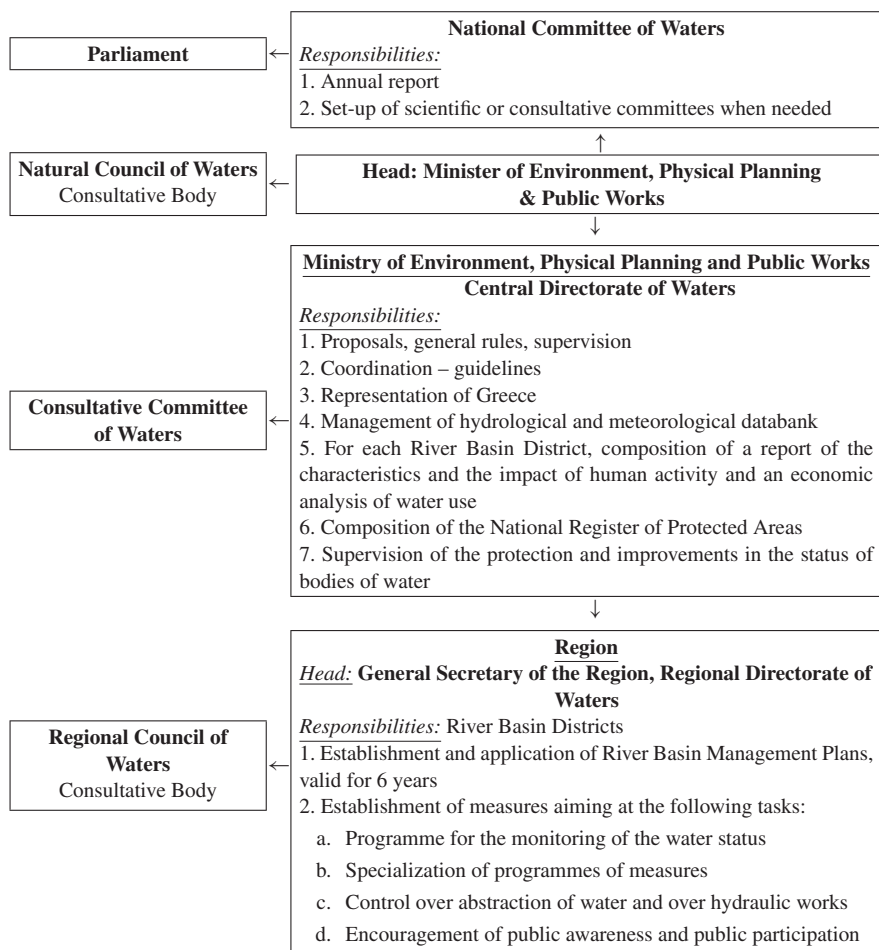 National Committee of Waters
Parliament
←
Responsibilities:
1. Annual report
2. Set-up of scientific or consultative committees when needed
↑
Natural Council of Waters
Consultative Body
←
Head: Minister of Environment, Physical Planning
& Public Works
↓
Ministry of Environment, Physical Planning and Public Works
Central Directorate of Waters
Responsibilities:
1. Proposals, general rules, supervision
2. Coordination – guidelines
3. Representation of Greece
Consultative Committee
of Waters
←
4. Management of hydrological and meteorological databank
5. For each River Basin District, composition of a report of the
characteristics and the impact of human activity and an economic
analysis of water use
6. Composition of the National Register of Protected Areas
7. Supervision of the protection and improvements in the status of
bodies of water
↓
Region
Head: General Secretary of the Region, Regional Directorate of
Waters
Responsibilities: River Basin Districts
Regional Council of
Waters
Consultative Body
←
1. Establishment and application of River Basin Management Plans,
valid for 6 years
2. Establishment of measures aiming at the following tasks:
a. Programme for the monitoring of the water status
b. Specialization of programmes of measures
c. Control over abstraction of water and over hydraulic works
d. Encouragement of public awareness and public participation